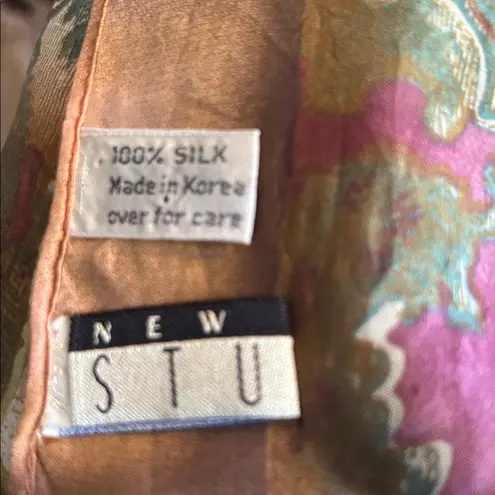 100% SILK
Made in Korea
over for care
NEW
STU